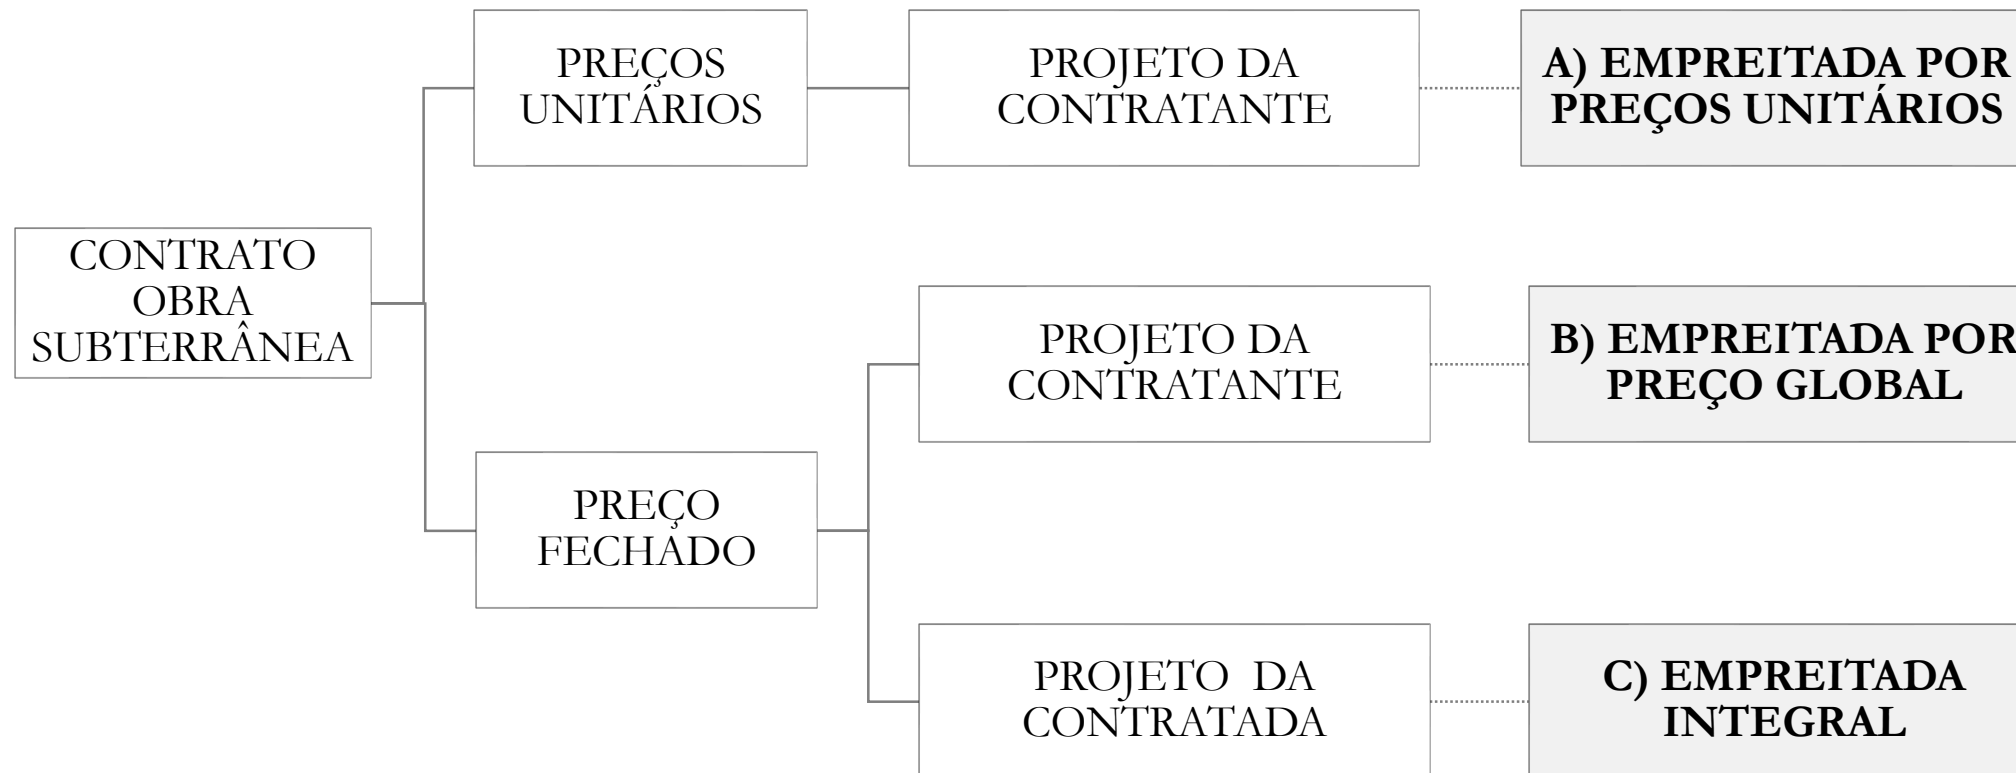 PREÇOS
UNITÁRIOS
PROJETO DA
CONTRATANTE
A) EMPREITADA POR
PREÇOS UNITÁRIOS
CONTRATO
OBRA
SUBTERRÂNEA
PROJETO DA
CONTRATANTE
B) EMPREITADA POR
PREÇO GLOBAL
PREÇO
FECHADO
PROJETO DA
CONTRATADA
C) EMPREITADA
INTEGRAL